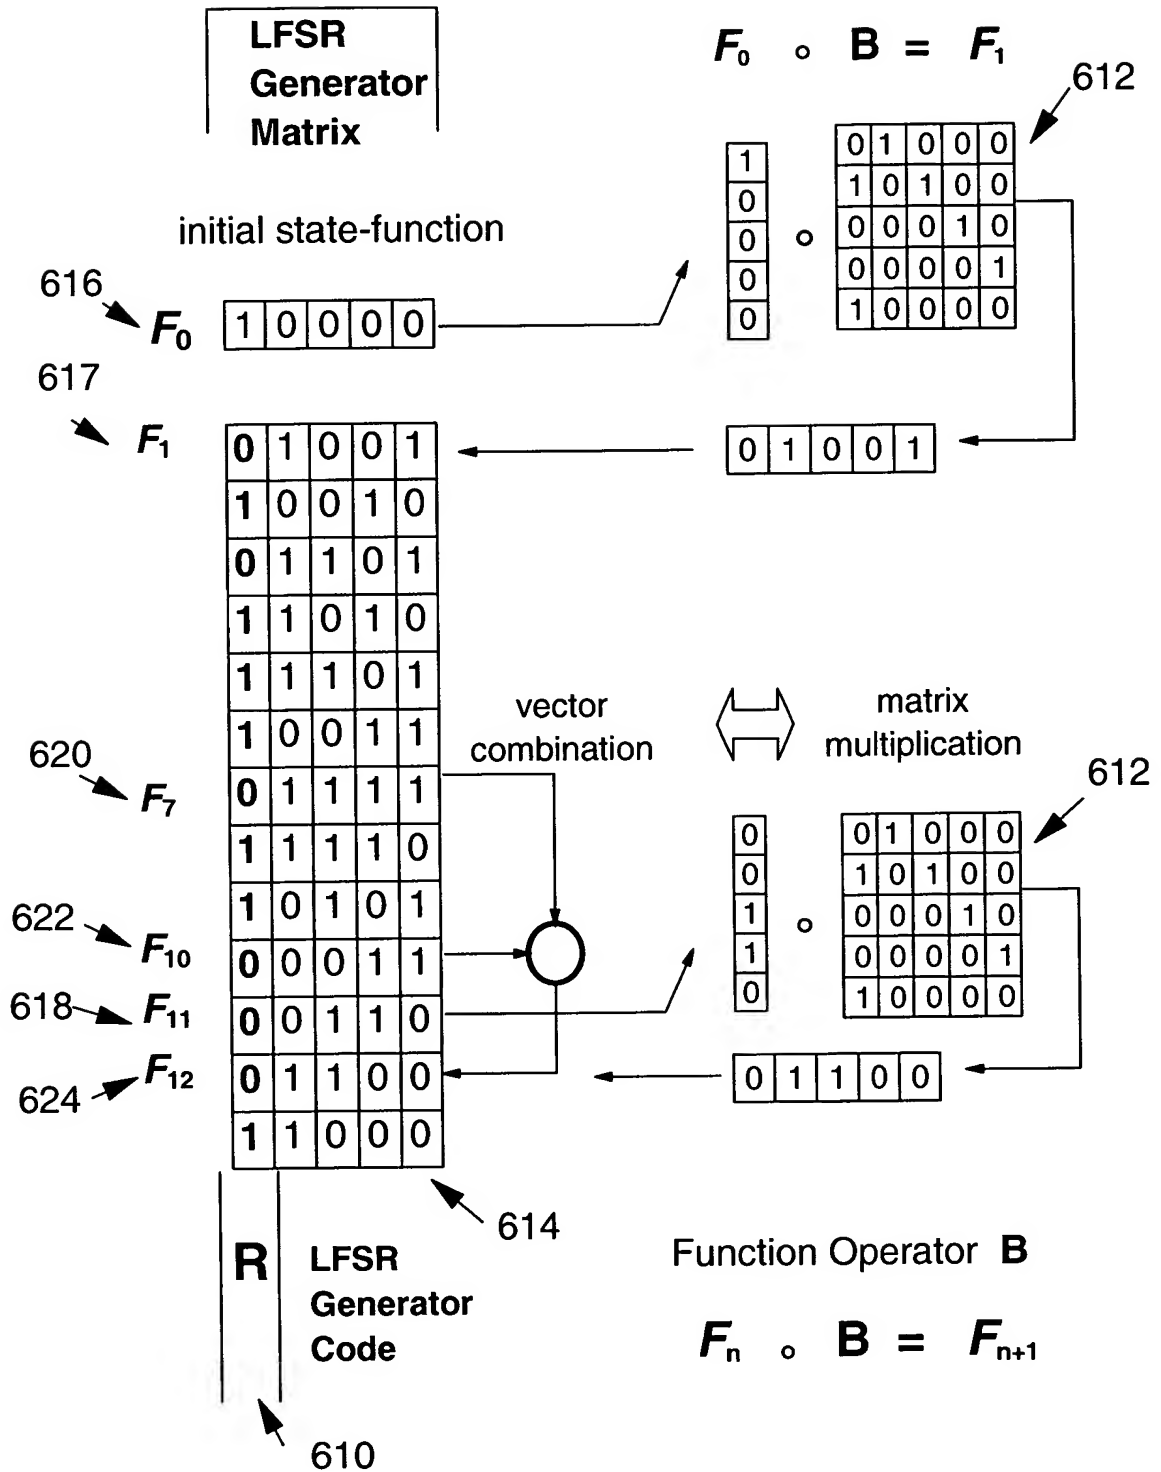 LFSR
Generator
Matrix
F0 ∘ B = F1
612
1
0
0
0
0
∘
0 1 0 0 0
1 0 1 0 0
0 0 0 1 0
0 0 0 0 1
1 0 0 0 0
initial state-function
616
F0
1 0 0 0 0
617
F1
0 1 0 0 1
0 1 0 0 1
1 0 0 1 0
0 1 1 0 1
1 1 0 1 0
1 1 1 0 1
1 0 0 1 1
620
F7
0 1 1 1 1
1 1 1 1 0
1 0 1 0 1
622
F10
0 0 0 1 1
618
F11
0 0 1 1 0
624
F12
0 1 1 0 0
1 1 0 0 0
vector
combination
matrix
multiplication
612
0
0
1
1
0
∘
0 1 0 0 0
1 0 1 0 0
0 0 0 1 0
0 0 0 0 1
1 0 0 0 0
0 1 1 0 0
614
R
LFSR
Generator
Code
610
Function Operator B
Fn ∘ B = Fn+1